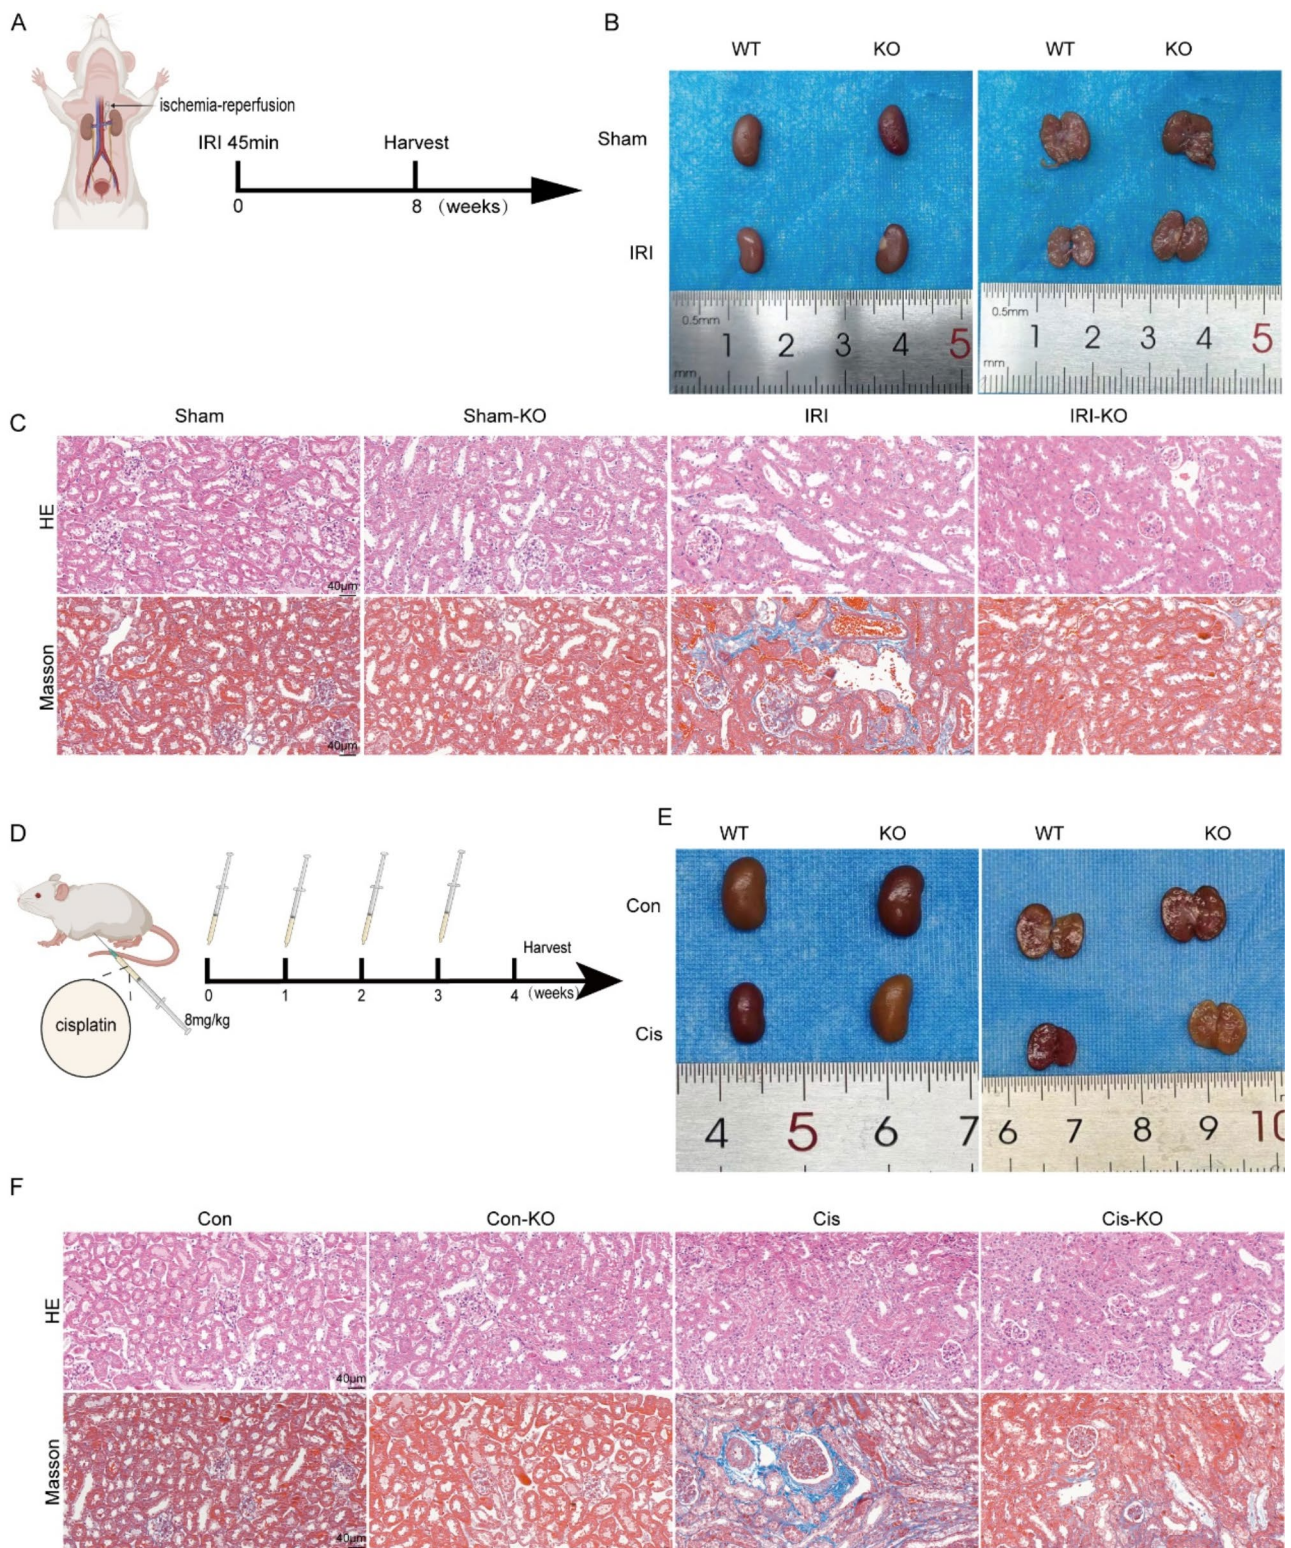 A
ischemia-reperfusion
IRI 45min
Harvest
0
8
(weeks)
B
WT
KO
WT
KO
Sham
IRI
0.5mm
1 2 3 4 5
mm
0.5mm
1 2 3 4 5
mm
C
Sham
Sham-KO
IRI
IRI-KO
HE
40μm
Masson
40μm
D
cisplatin
8mg/kg
Harvest
0 1 2 3 4 (weeks)
E
WT
KO
WT
KO
Con
Cis
4 5 6 7
6 7 8 9 10
F
Con
Con-KO
Cis
Cis-KO
HE
40μm
Masson
40μm